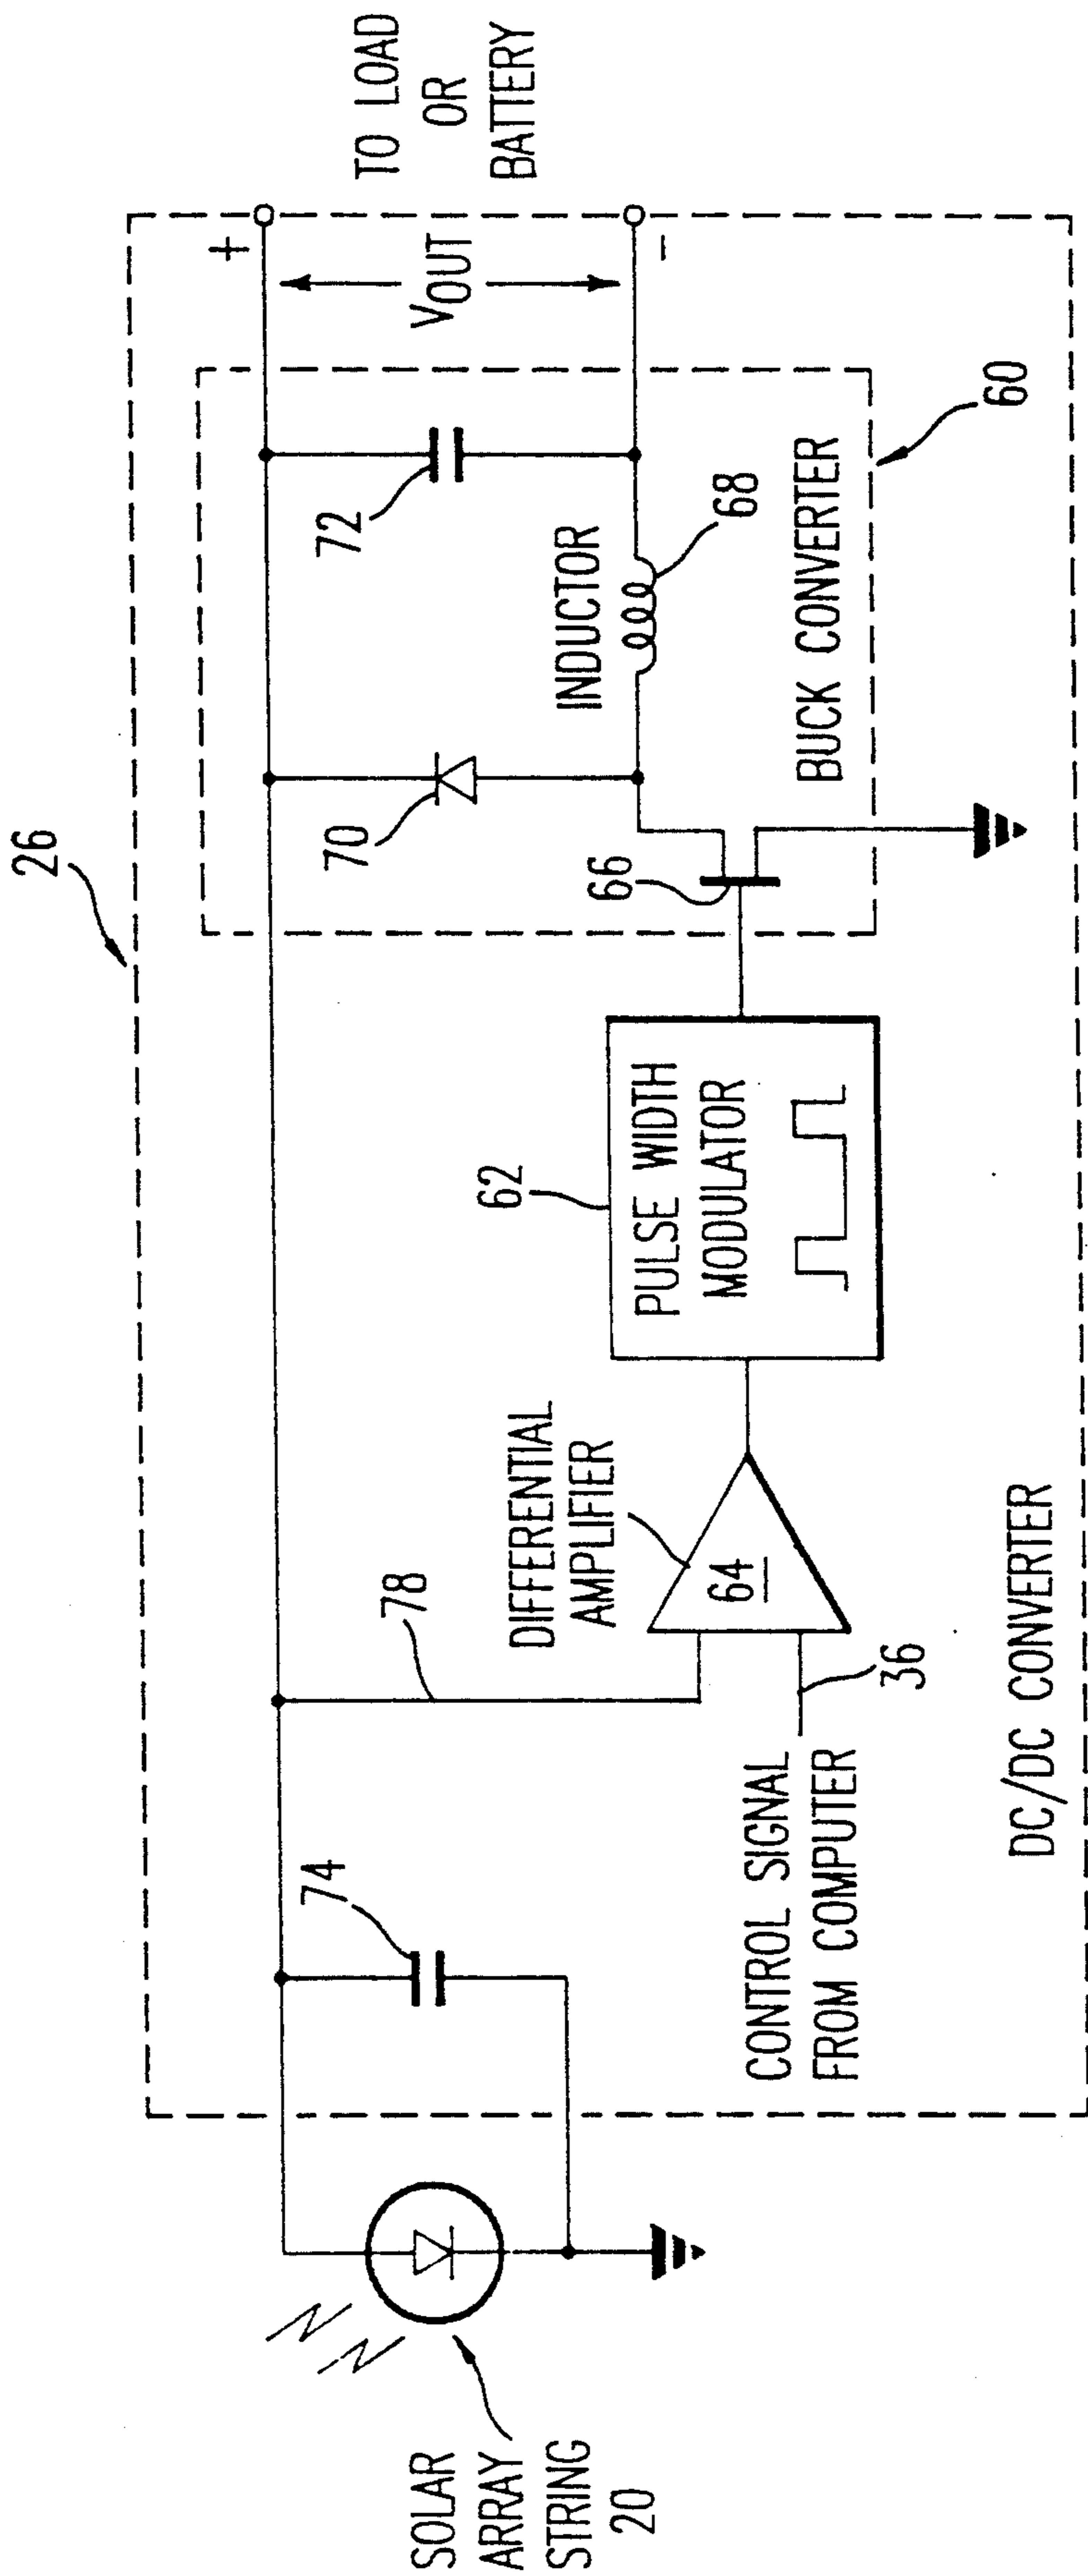 26
SOLAR
ARRAY
STRING
20
74
78
DIFFERENTIAL
AMPLIFIER
64
36
CONTROL SIGNAL
FROM COMPUTER
62
PULSE WIDTH
MODULATOR
70
66
72
INDUCTOR
68
BUCK CONVERTER
60
+
VOUT
-
TO LOAD
OR
BATTERY
DC/DC CONVERTER